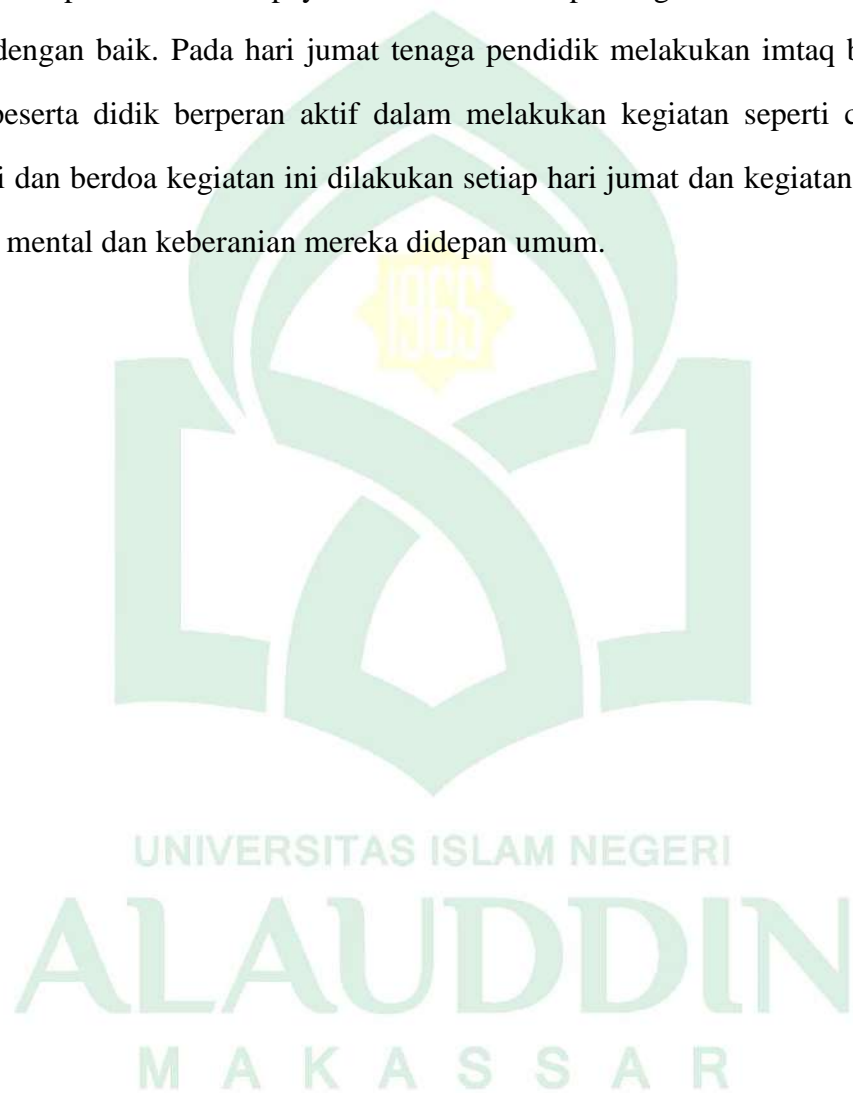 dengan baik. Pada hari jumat tenaga pendidik melakukan imtaq
peserta didik berperan aktif dalam melakukan kegiatan seperti
dan berdoa kegiatan ini dilakukan setiap hari jumat dan kegiatan
mental dan keberanian mereka didepan umum.
1965
UNIVERSITAS ISLAM NEGERI
ALAUDDIN
MAKASSAR